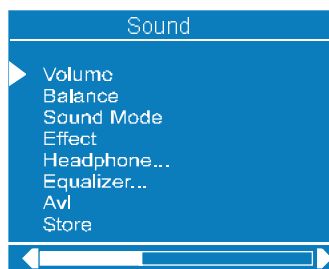 Sound
Volume
Balance
Sound Mode
Effect
Headphone...
Equalizer...
Avl
Store